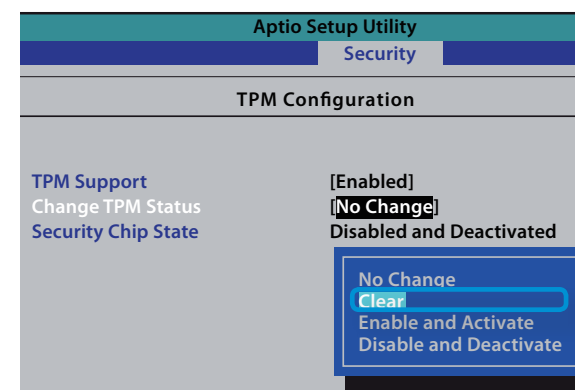 Aptio Setup Utility
Security
TPM Configuration
TPM Support [Enabled]
Change TPM Status [No Change]
Security Chip State Disabled and Deactivated
No Change
Clear
Enable and Activate
Disable and Deactivate